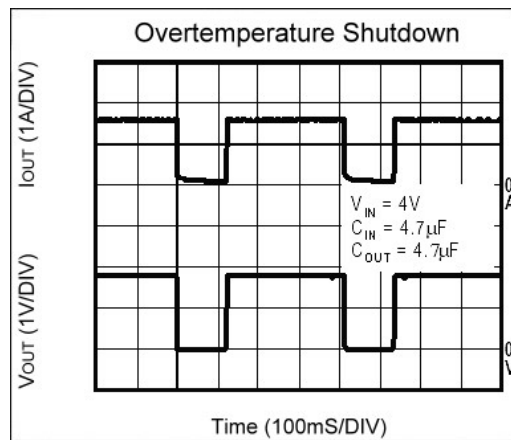 Overtemperature Shutdown
IOUT (1A/DIV)
0
A
VIN = 4V
CIN = 4.7µF
COUT = 4.7µF
VOUT (1V/DIV)
0
V
Time (100mS/DIV)